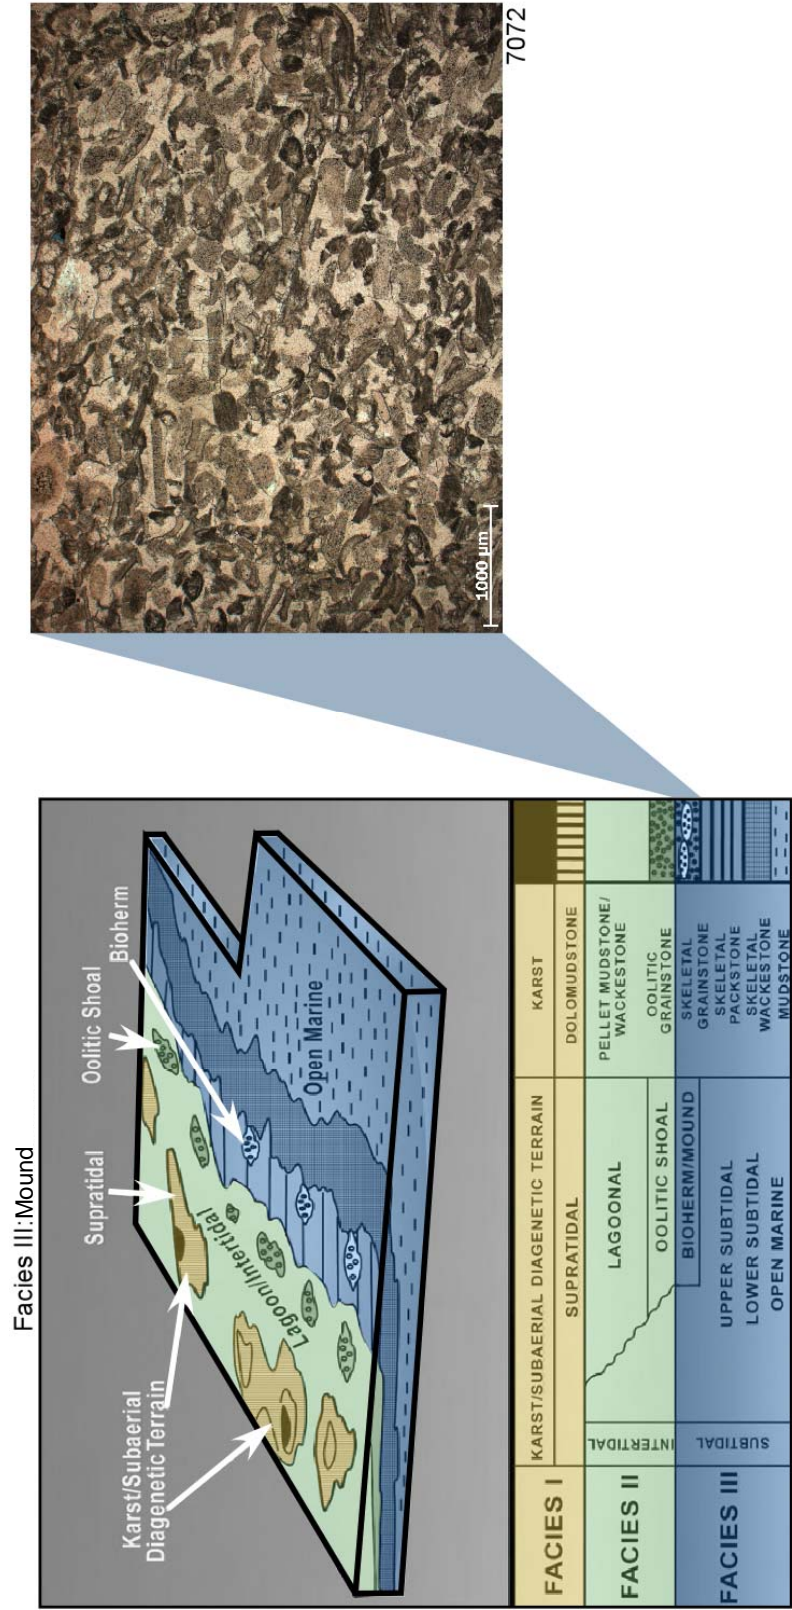 Facies III:Mound
Karst/Subaerial
Diagenetic Terrain
Supratidal
Oolitic Shoal
Bioherm
Lagoon/Intertidal
Open Marine
FACIES I
KARST/SUBAERIAL DIAGENETIC TERRAIN
KARST
SUPRATIDAL
DOLOMUDSTONE
FACIES II
INTERTIDAL
LAGOONAL
PELLET MUDSTONE/
WACKESTONE
OOLITIC SHOAL
OOLITIC
GRAINSTONE
FACIES III
SUBTIDAL
BIOHERM/MOUND
SKELETAL
GRAINSTONE
UPPER SUBTIDAL
SKELETAL
PACKSTONE
LOWER SUBTIDAL
SKELETAL
WACKESTONE
OPEN MARINE
MUDSTONE
1000 µm
7072